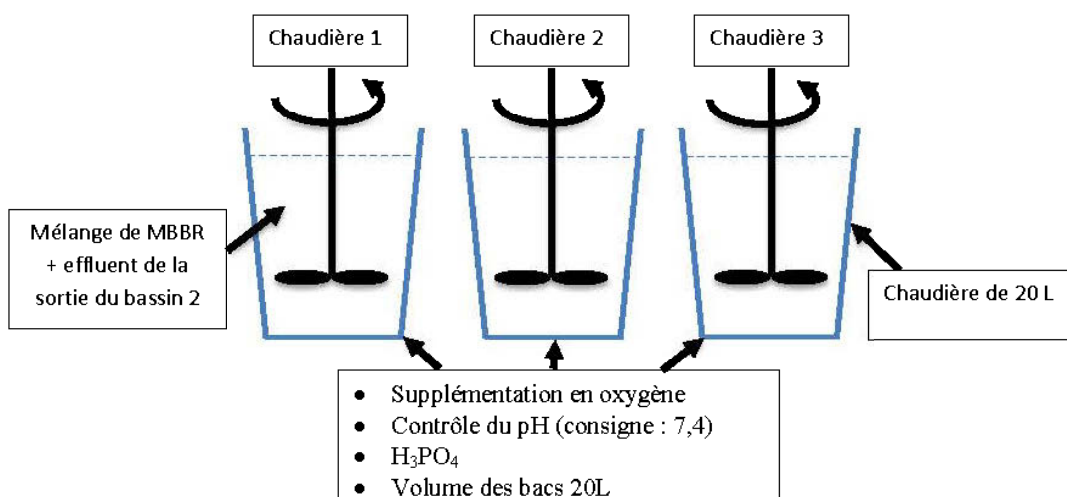 Chaudière 1
Chaudière 2
Chaudière 3
Mélange de MBBR
+ effluent de la
sortie du bassin 2
Chaudière de 20 L
• Supplémentation en oxygène
• Contrôle du pH (consigne : 7,4)
• H₃PO₄
• Volume des bacs 20L